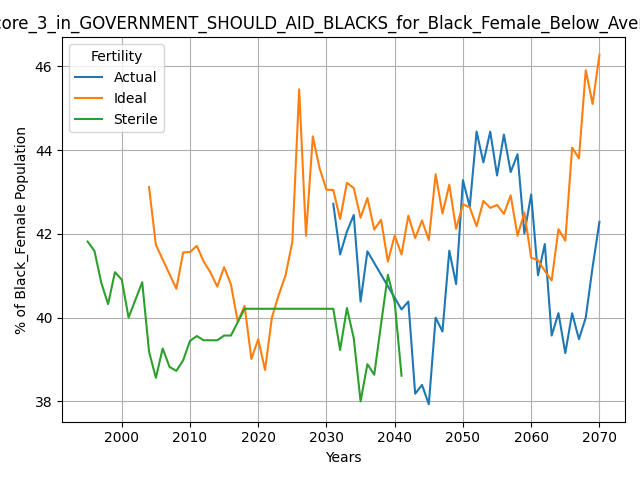 core_3_in_GOVERNMENT_SHOULD_AID_BLACKS_for_Black_Female_Below_Aver
Fertility
Actual
Ideal
Sterile
46
44
42
40
38
% of Black_Female Population
2000 2010 2020 2030 2040 2050 2060 2070
Years